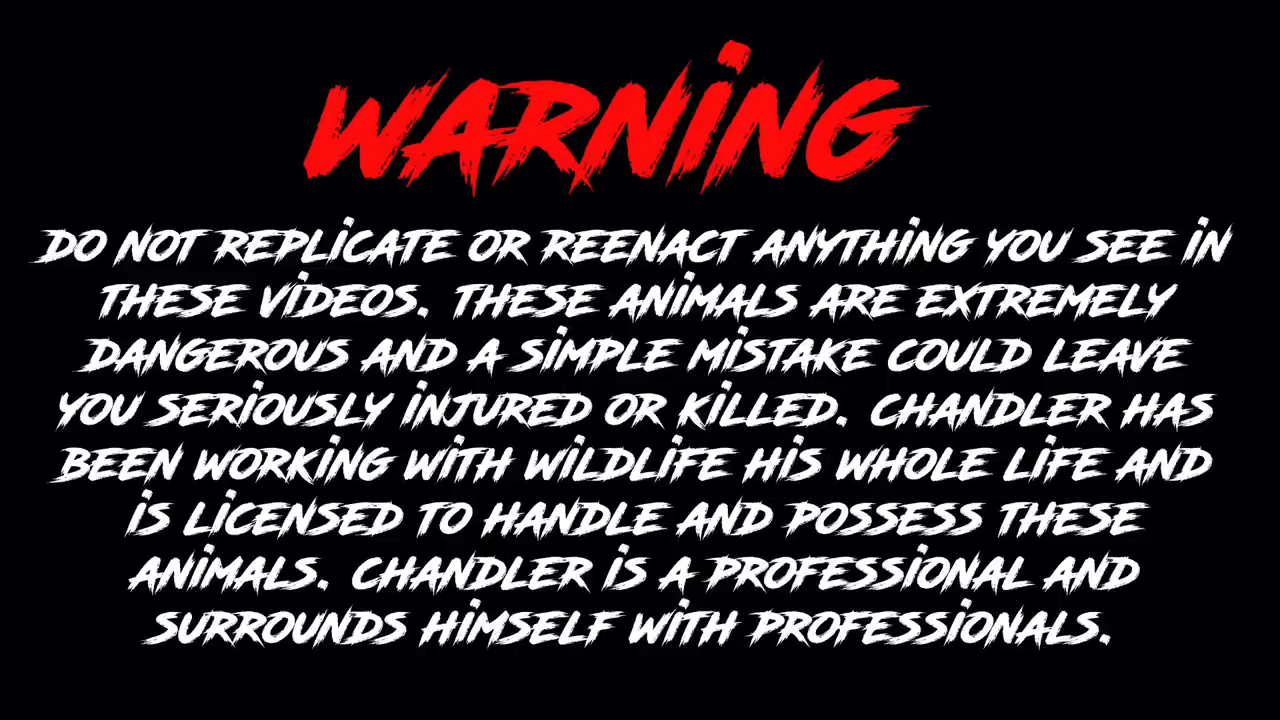 WARNiNG
DO NOT REPLiCATE OR REENACT ANYTHiNG YOU SEE iN
THESE ViDEOS. THESE ANiMALS ARE EXTREMELY
DANGEROUS AND A SiMPLE MiSTAKE COULD LEAVE
YOU SERiOUSLY iNJURED OR KiLLED. CHANDLER HAS
BEEN WORKiNG WiTH WiLDLiFE HiS WHOLE LiFE AND
iS LiCENSED TO HANDLE AND POSSESS THESE
ANiMALS. CHANDLER iS A PROFESSiONAL AND
SURROUNDS HiMSELF WiTH PROFESSiONALS.